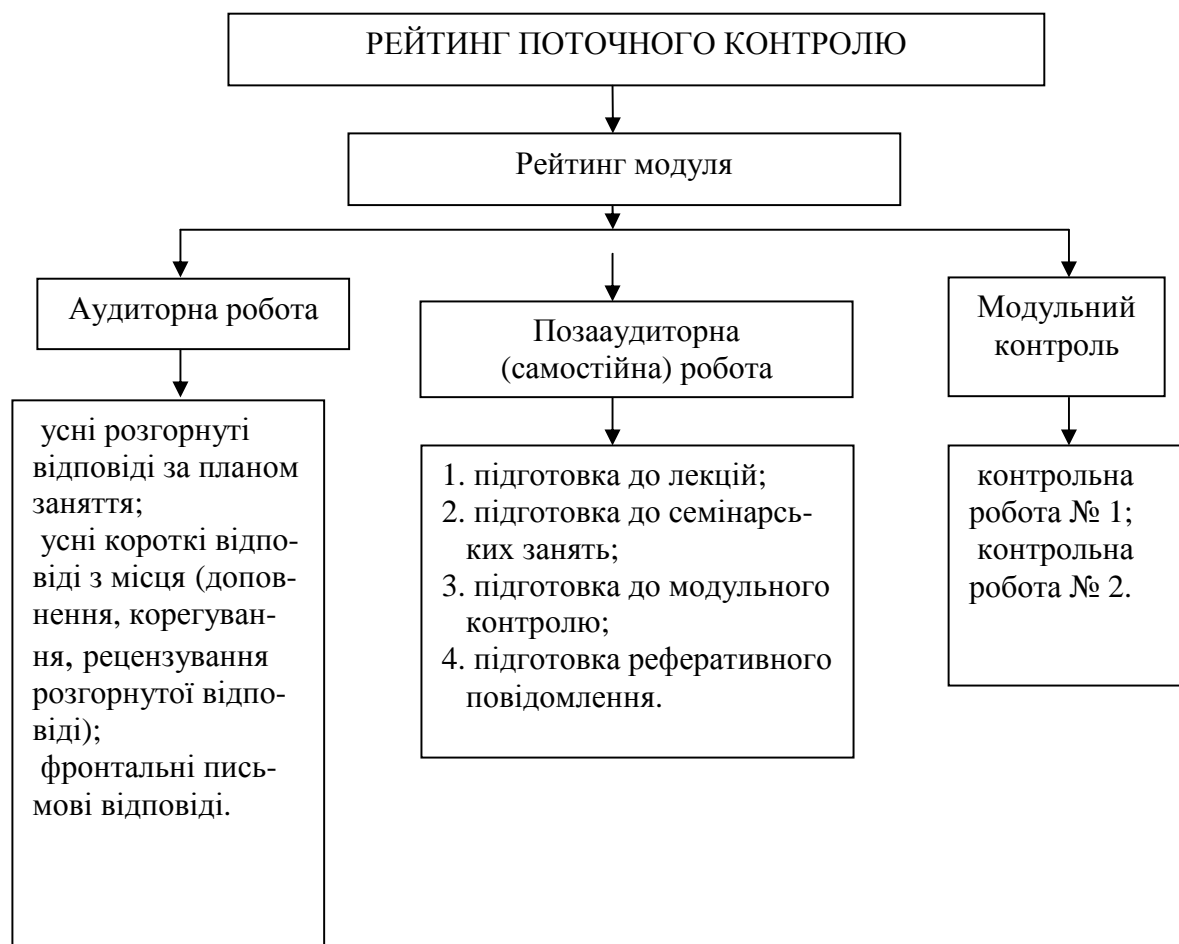 РЕЙТИНГ ПОТОЧНОГО КОНТРОЛЮ
Рейтинг модуля
Аудиторна робота
Позааудиторна
(самостійна) робота
Модульний
контроль
усні розгорнуті
відповіді за планом
заняття;
усні короткі відпо-
віді з місця (допов-
нення, корегуван-
ня, рецензування
розгорнутої відпо-
віді);
фронтальні пись-
мові відповіді.
1. підготовка до лекцій;
2. підготовка до семінарсь-
ких занять;
3. підготовка до модульного
контролю;
4. підготовка реферативного
повідомлення.
контрольна
робота № 1;
контрольна
робота № 2.